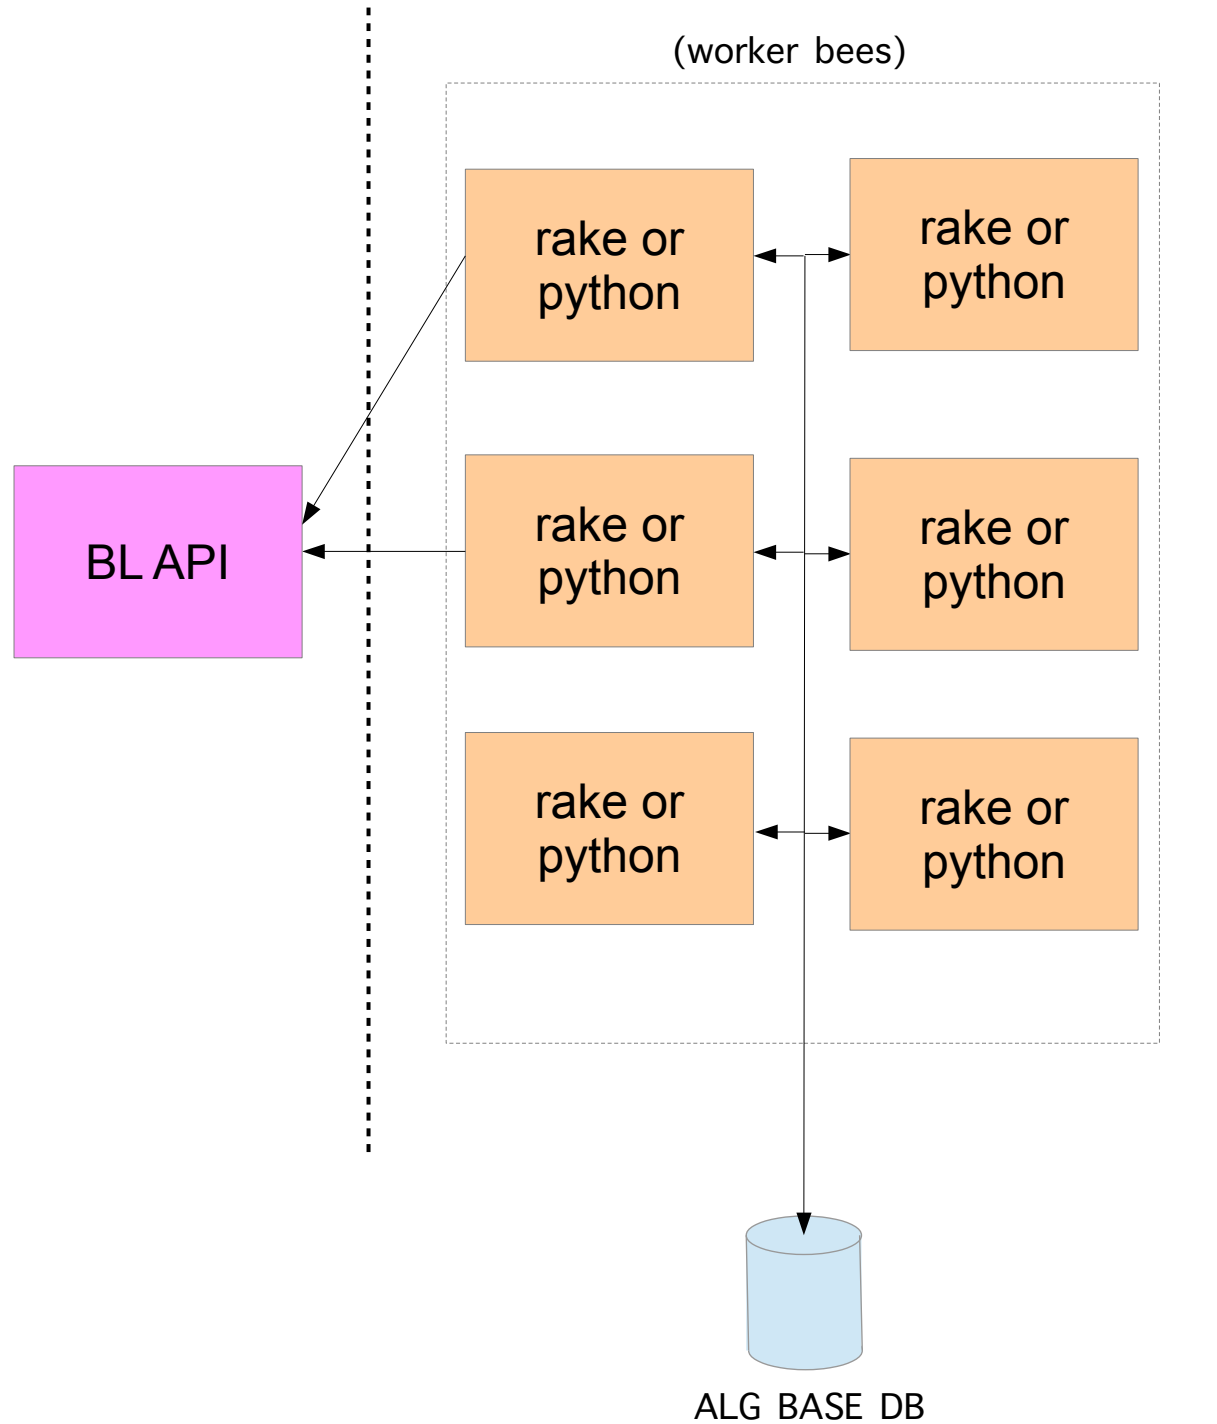 (worker bees)
rake or
python
rake or
python
BL API
rake or
python
rake or
python
rake or
python
rake or
python
ALG BASE DB